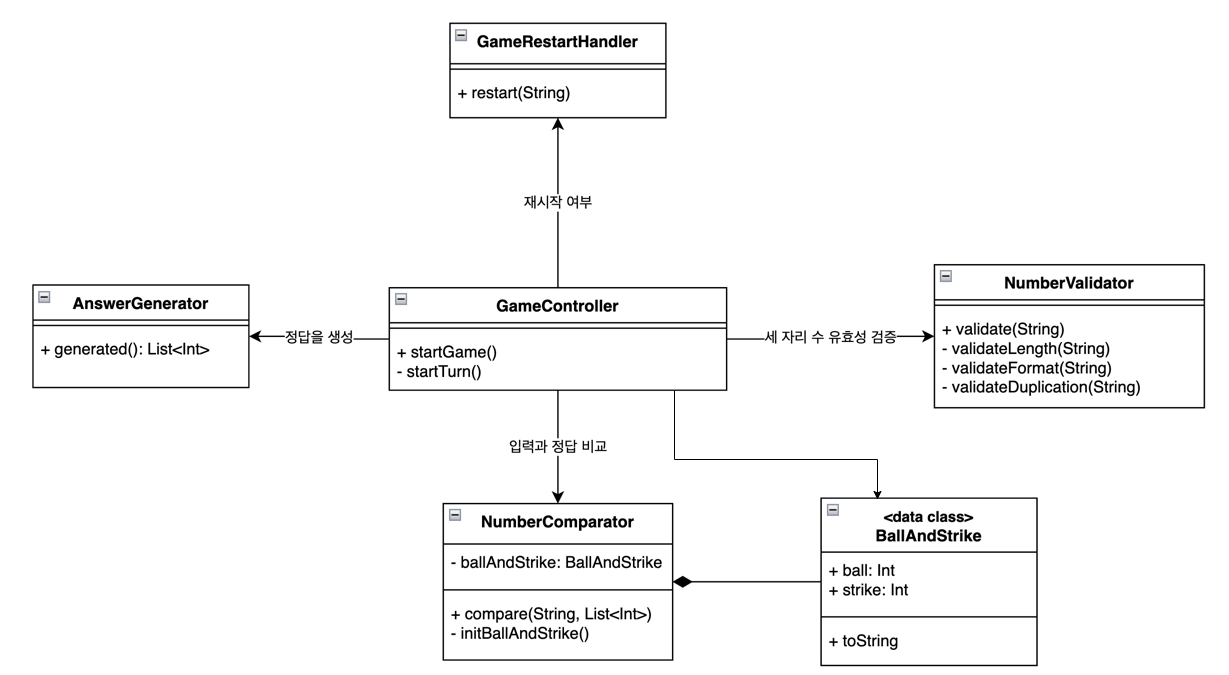 GameRestartHandler
+ restart(String)
재시작 여부
AnswerGenerator
+ generated(): List<Int>
정답을 생성
GameController
+ startGame()
- startTurn()
세 자리 수 유효성 검증
NumberValidator
+ validate(String)
- validateLength(String)
- validateFormat(String)
- validateDuplication(String)
입력과 정답 비교
NumberComparator
- ballAndStrike: BallAndStrike
+ compare(String, List<Int>)
- initBallAndStrike()
<data class>
BallAndStrike
+ ball: Int
+ strike: Int
+ toString